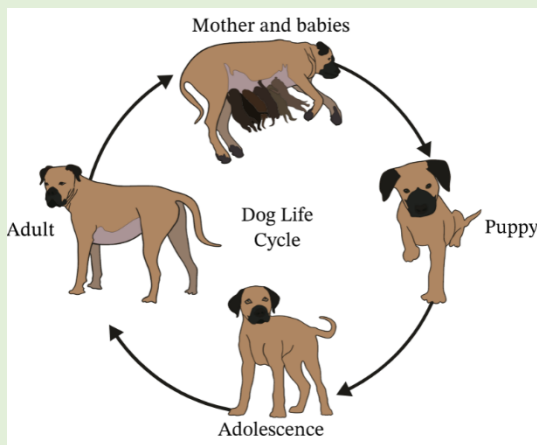 Mother and babies
Adult
Dog Life
Cycle
Puppy
Adolescence